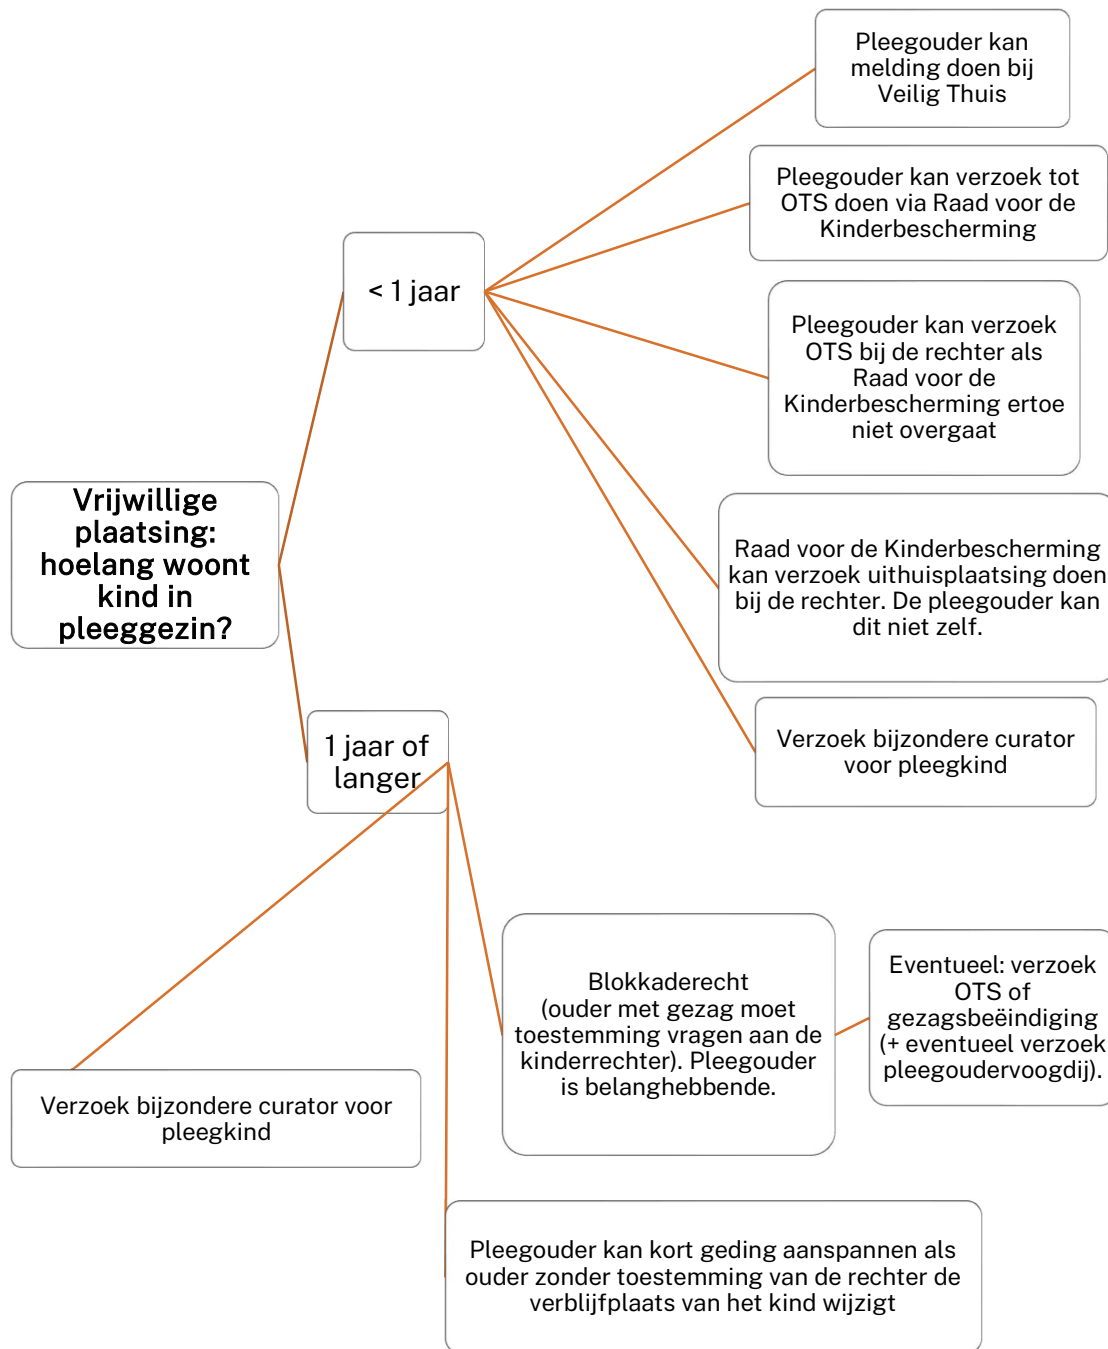 Vrijwillige
plaatsing:
hoelang woont
kind in
pleeggezin?
< 1 jaar
Pleegouder kan
melding doen bij
Veilig Thuis
Pleegouder kan verzoek tot
OTS doen via Raad voor de
Kinderbescherming
Pleegouder kan verzoek
OTS bij de rechter als
Raad voor de
Kinderbescherming ertoe
niet overgaat
Raad voor de Kinderbescherming
kan verzoek uithuisplaatsing doen
bij de rechter. De pleegouder kan
dit niet zelf.
Verzoek bijzondere curator
voor pleegkind
1 jaar of
langer
Verzoek bijzondere curator voor
pleegkind
Blokkaderecht
(ouder met gezag moet
toestemming vragen aan de
kinderrechter). Pleegouder
is belanghebbende.
Eventueel: verzoek
OTS of
gezagsbeëindiging
(+ eventueel verzoek
pleegoudervoogdij).
Pleegouder kan kort geding aanspannen als
ouder zonder toestemming van de rechter de
verblijfplaats van het kind wijzigt